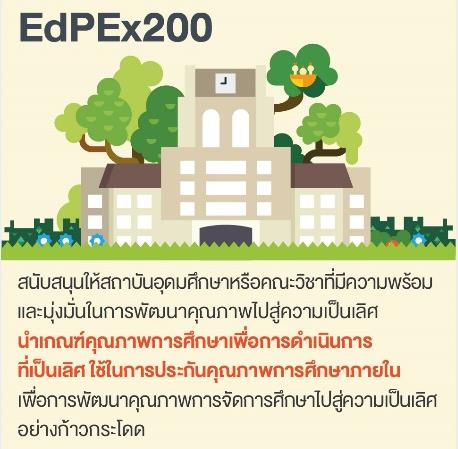 EdPEx200
สนับสนุนให้สถาบันอุดมศึกษาหรือคณะวิชาที่มีความพร้อม
และมุ่งมั่นในการพัฒนาคุณภาพไปสู่ความเป็นเลิศ
นำเกณฑ์คุณภาพการศึกษาเพื่อการดำเนินการ
ที่เป็นเลิศ ใช้ในการประกันคุณภาพการศึกษาภายใน
เพื่อการพัฒนาคุณภาพการจัดการศึกษาไปสู่ความเป็นเลิศ
อย่างก้าวกระโดด